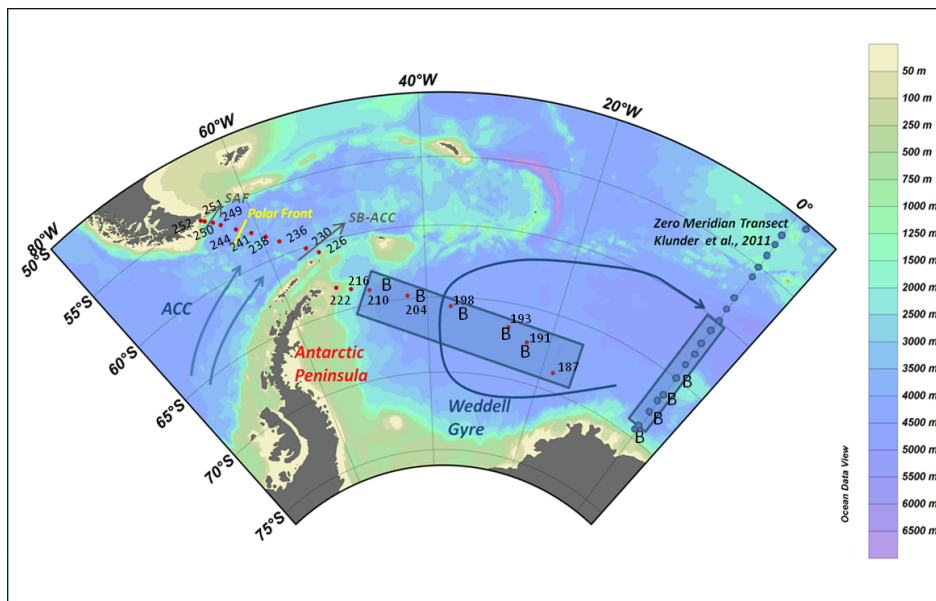 40°W
20°W
60°W
0°
80°W
50°S
55°S
60°S
65°S
70°S
75°S
SAF
251
249
252
250
Polar Front
244
241
238
236
SB-ACC
230
226
216
222
210
B
204
B
198
B
193
B
191
B
187
ACC
Antarctic
Peninsula
Weddell
Gyre
Zero Meridian Transect
Klunder et al., 2011
B
B
B
B
Ocean Data View
50 m
100 m
250 m
500 m
750 m
1000 m
1500 m
2000 m
2500 m
3000 m
3500 m
4000 m
4500 m
5000 m
5500 m
6000 m
6500 m